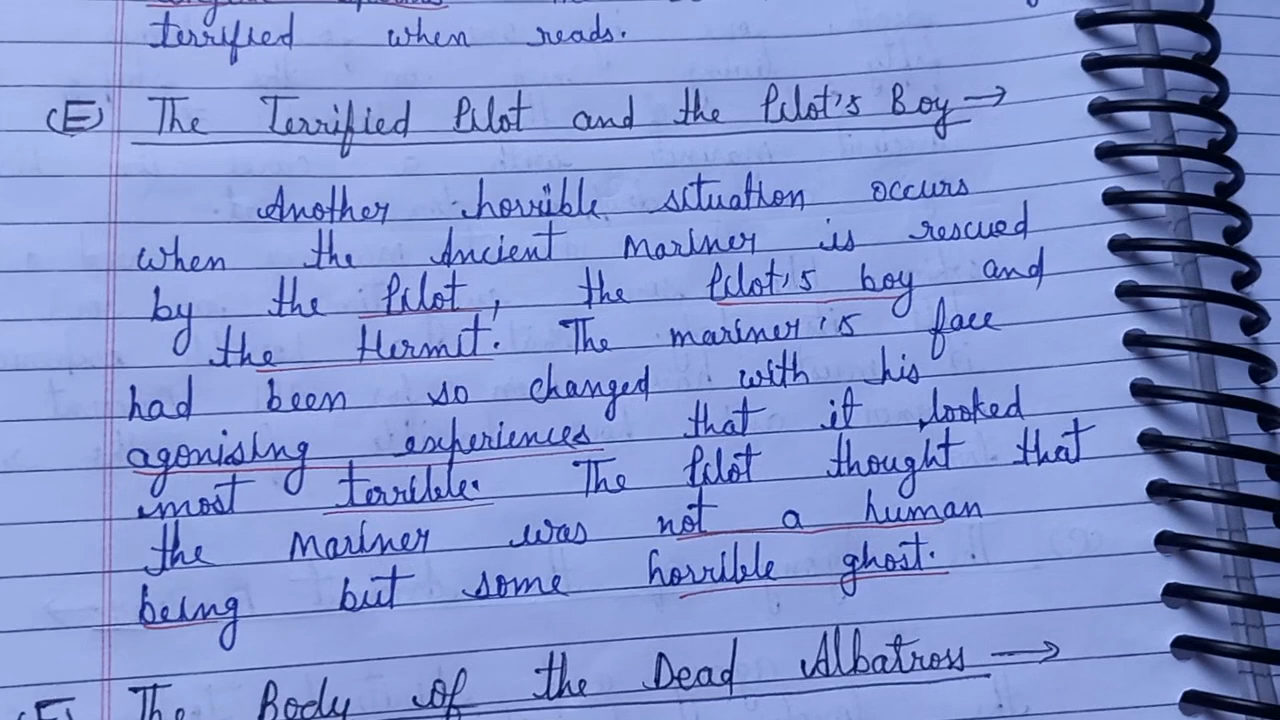 terrified when reads.
(E) The Terrified Pilot and the Pilot's Boy →
Another horrible situation occurs
when the Ancient Mariner is rescued
by the Pilot, the Pilot's boy and
the Hermit. The mariner's face
had been so changed with his
agonising experiences that it looked
most terrible. The Pilot thought that
the Mariner was not a human
being but some horrible ghost.
(F) The Body of the Dead Albatross →